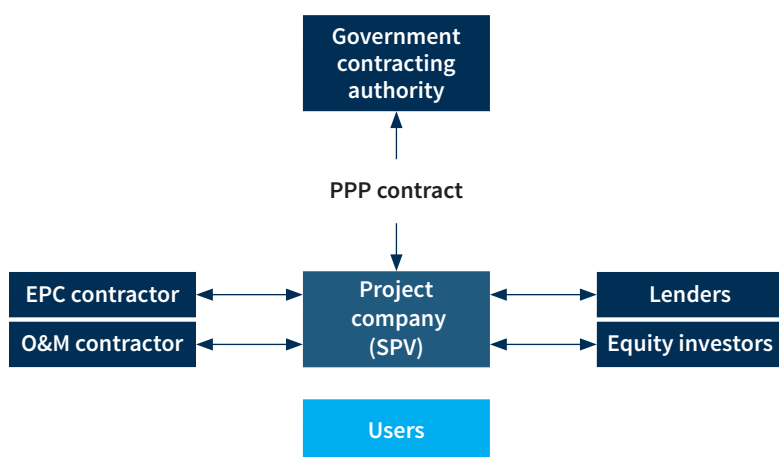 Government
contracting
authority
PPP contract
EPC contractor
O&M contractor
Project
company
(SPV)
Lenders
Equity investors
Users